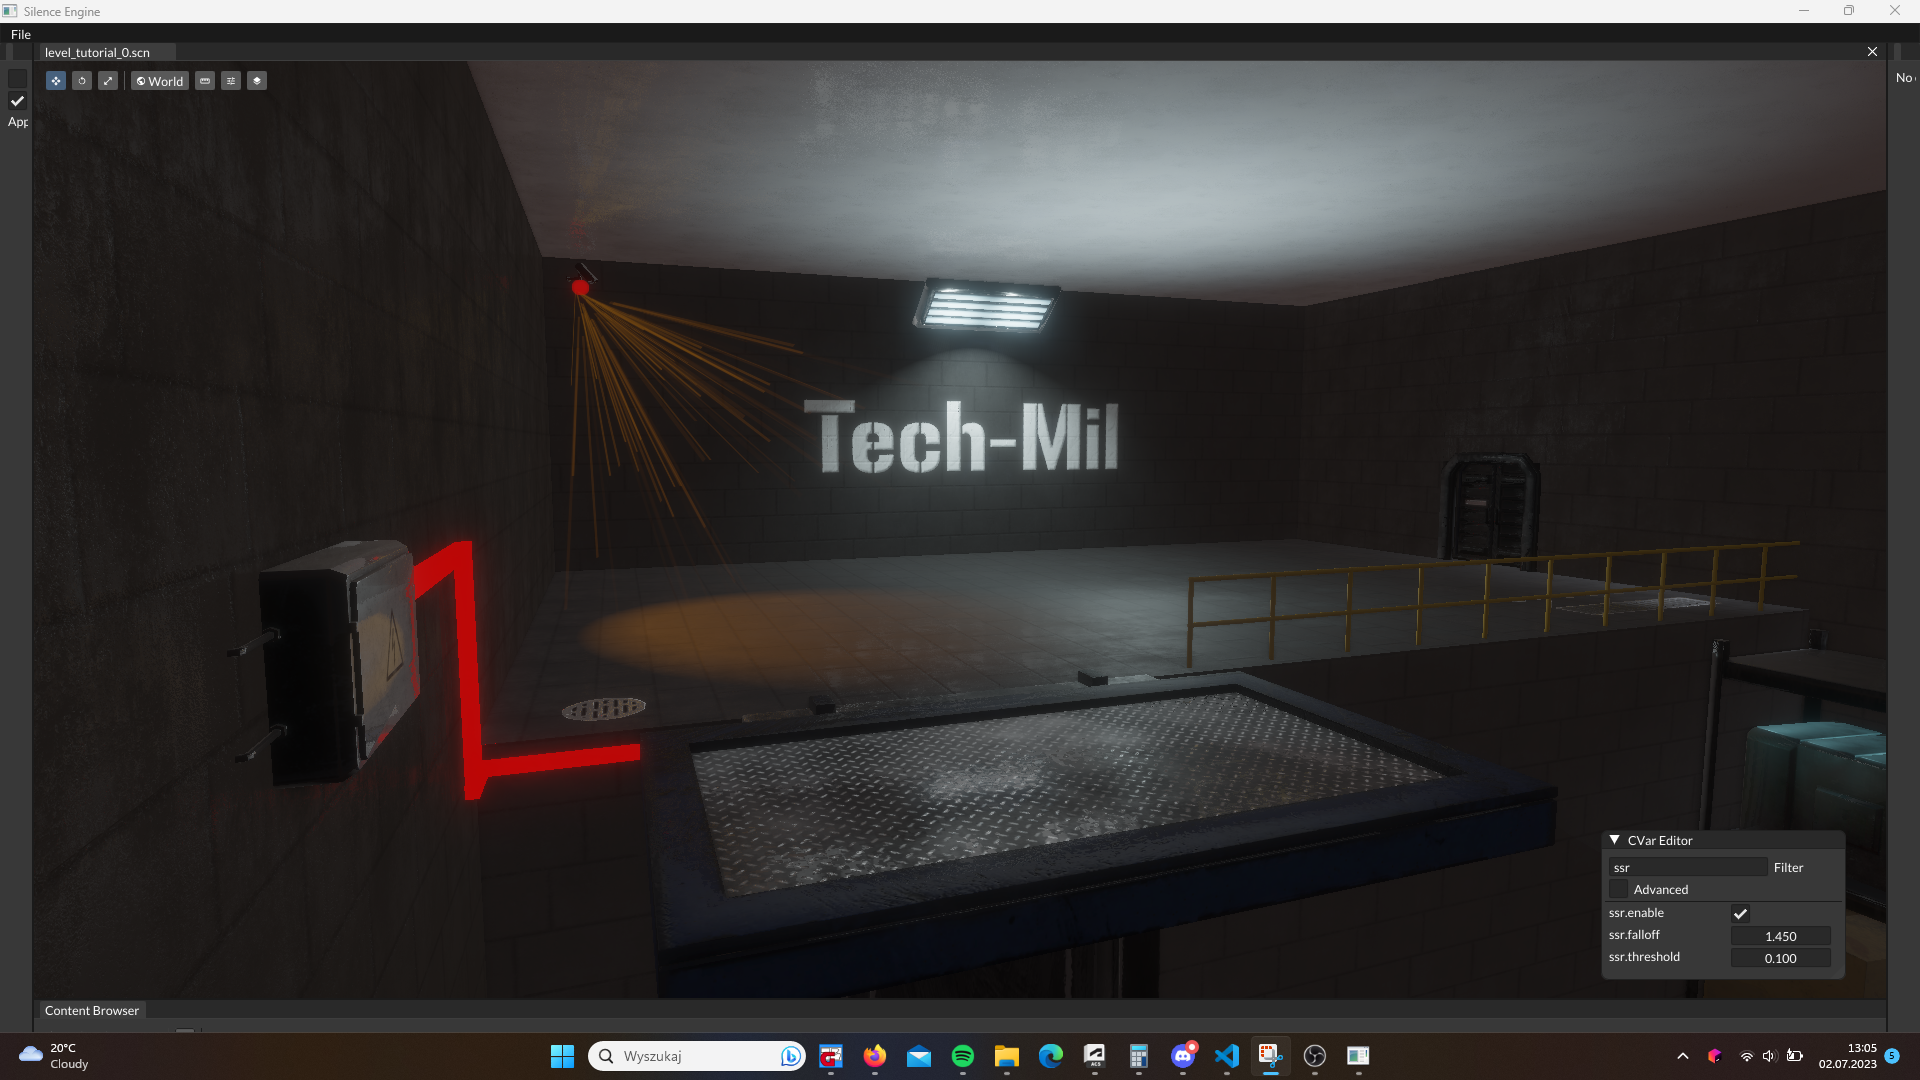 Silence Engine
File
level_tutorial_0.scn
World
No
App
Tech-Mil
CVar Editor
ssr
Filter
Advanced
ssr.enable
ssr.falloff
1.450
ssr.threshold
0.100
Content Browser
20°C
Cloudy
Wyszukaj
ACS
13:05
02.07.2023
5